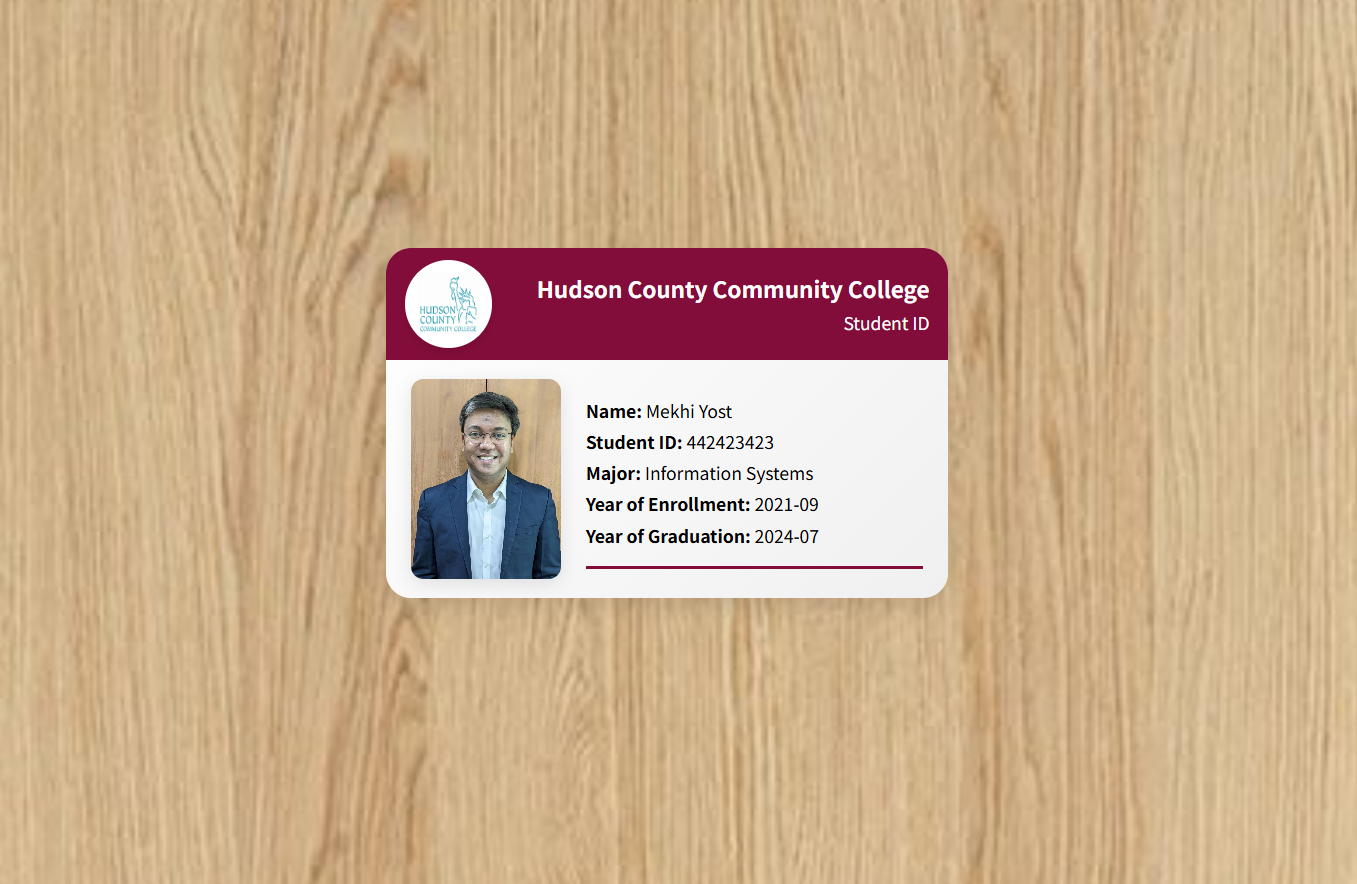 HUDSON
COUNTY
COMMUNITY COLLEGE
Hudson County Community College
Student ID
Name: Mekhi Yost
Student ID: 442423423
Major: Information Systems
Year of Enrollment: 2021-09
Year of Graduation: 2024-07